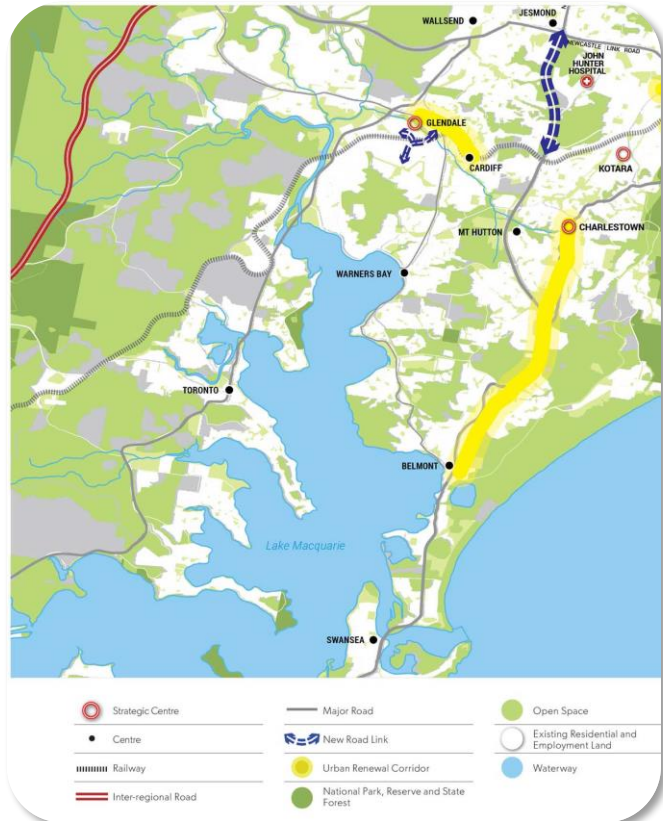 WALLSEND
JESMOND
NEWCASTLE LINK ROAD
JOHN
HUNTER
HOSPITAL
GLENDALE
CARDIFF
KOTARA
MT HUTTON
CHARLESTOWN
WARNERS BAY
TORONTO
BELMONT
Lake Macquarie
SWANSEA
Strategic Centre
Major Road
Open Space
Centre
New Road Link
Existing Residential and
Employment Land
Railway
Urban Renewal Corridor
Waterway
Inter-regional Road
National Park, Reserve and State
Forest